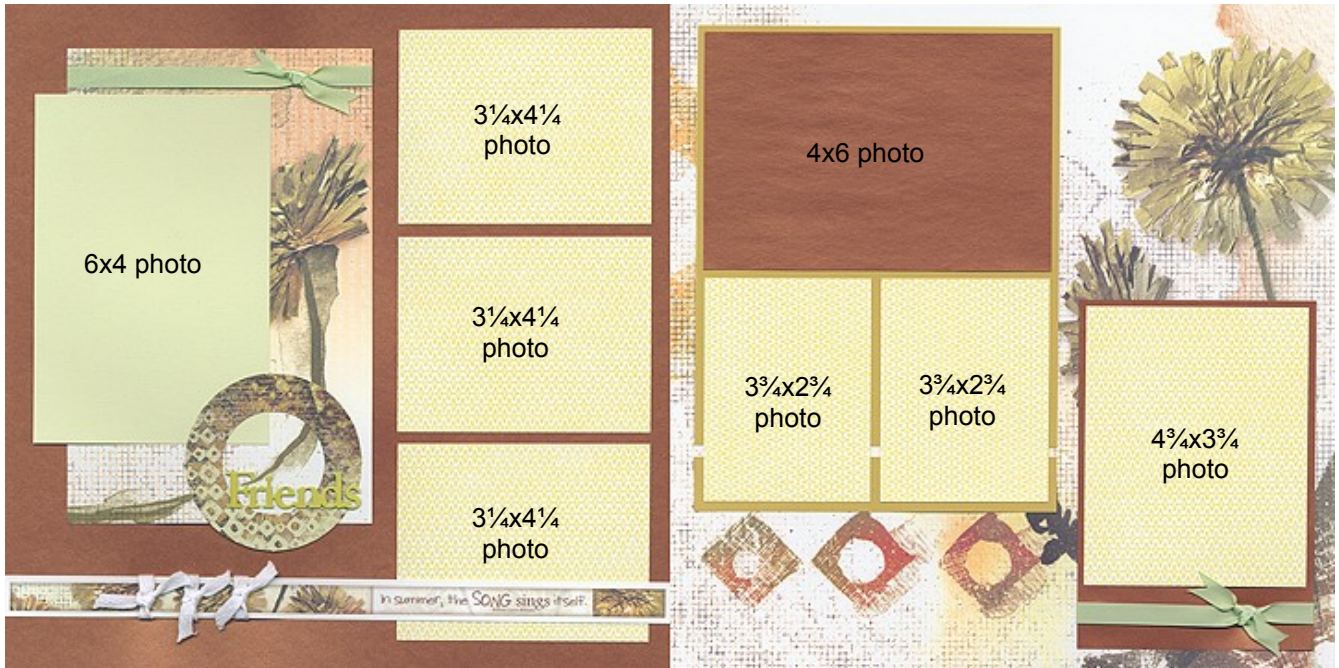 6x4 photo
Friends
3¼x4¼
photo
3¼x4¼
photo
3¼x4¼
photo
In summer, the SONG sings itself.
4x6 photo
3¾x2¾
photo
3¾x2¾
photo
4¾x3¾
photo